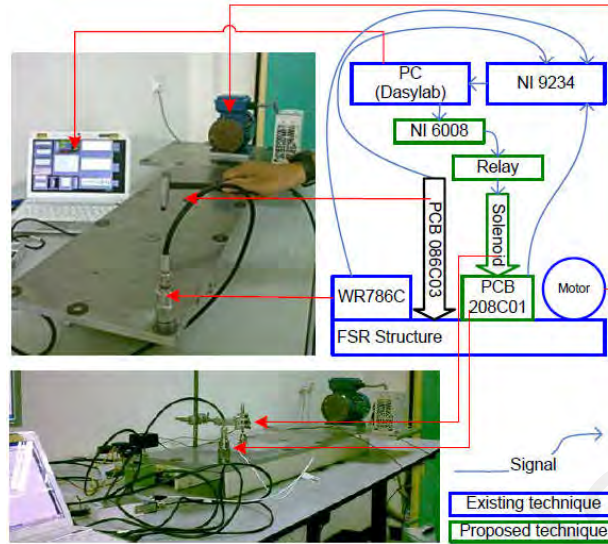 PC
(Dasylab)
NI 9234
NI 6008
Relay
PCB 086C03
Solenoid
WR786C
PCB
208C01
Motor
FSR Structure
Signal
Existing technique
Proposed technique